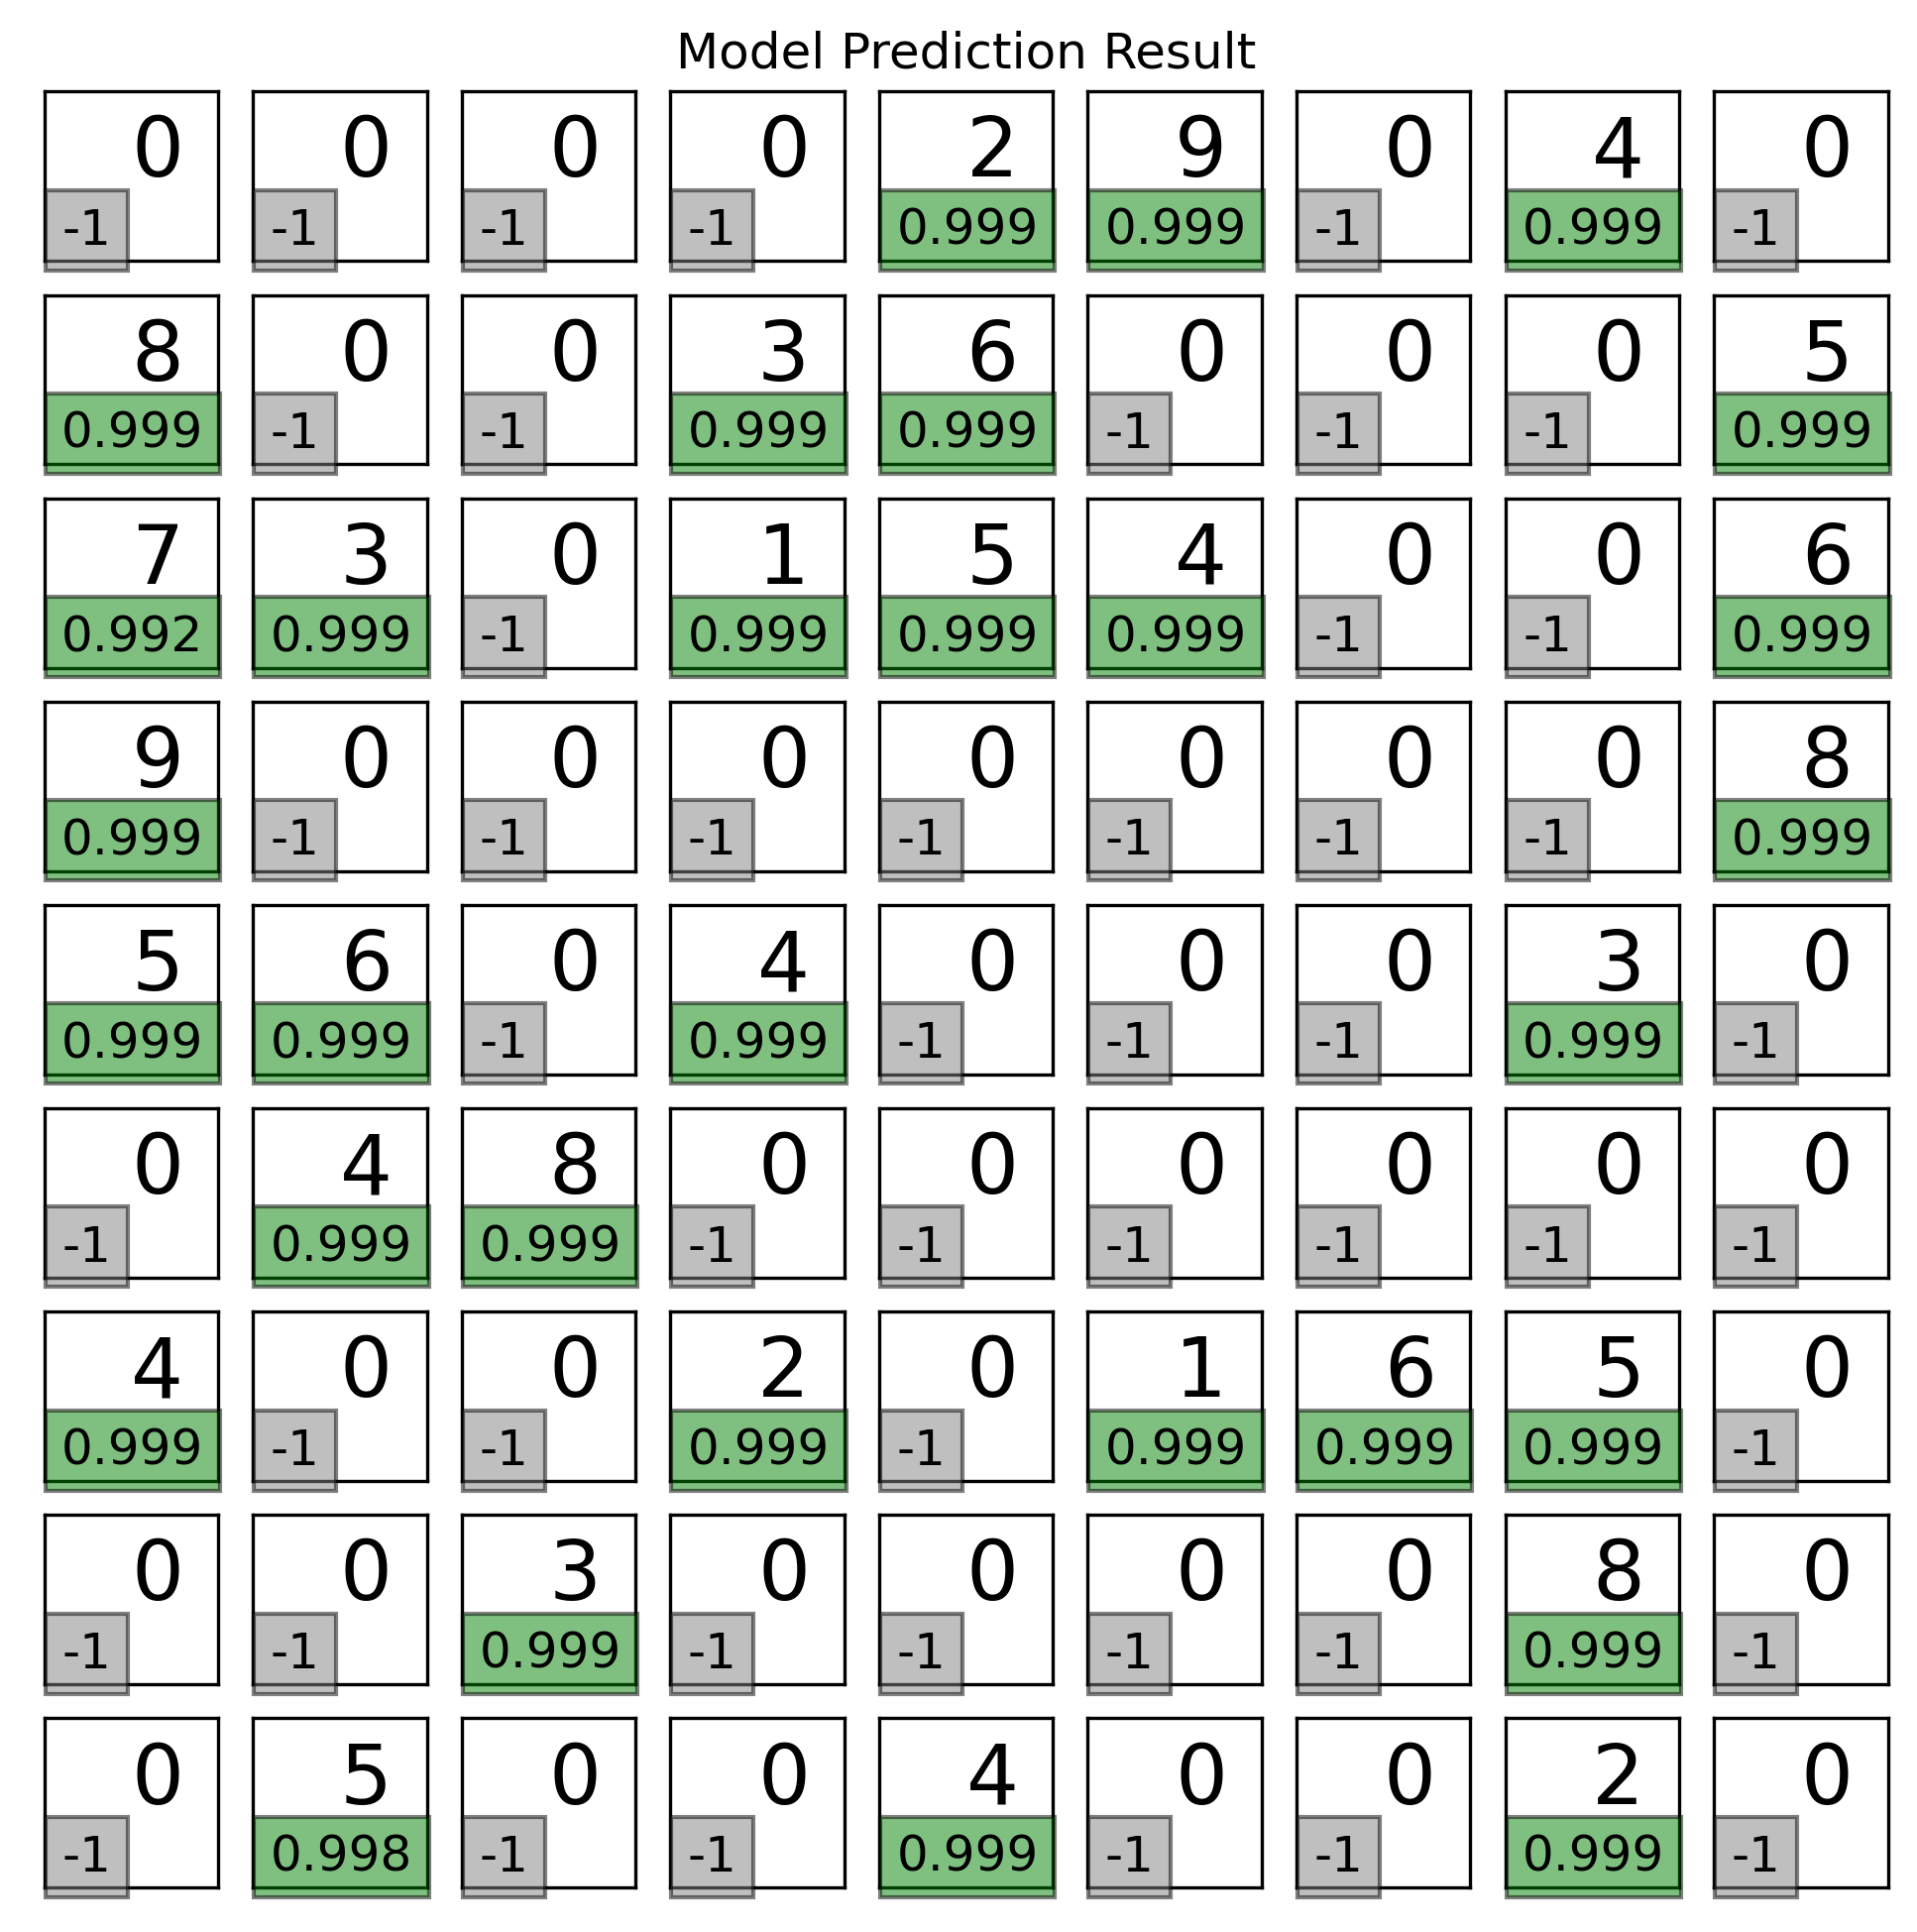 Model Prediction Result
0 0 0 0 2 9 0 4 0
-1 -1 -1 -1 0.999 0.999 -1 0.999 -1
8 0 0 3 6 0 0 0 5
0.999 -1 -1 0.999 0.999 -1 -1 -1 0.999
7 3 0 1 5 4 0 0 6
0.992 0.999 -1 0.999 0.999 0.999 -1 -1 0.999
9 0 0 0 0 0 0 0 8
0.999 -1 -1 -1 -1 -1 -1 -1 0.999
5 6 0 4 0 0 0 3 0
0.999 0.999 -1 0.999 -1 -1 -1 0.999 -1
0 4 8 0 0 0 0 0 0
-1 0.999 0.999 -1 -1 -1 -1 -1 -1
4 0 0 2 0 1 6 5 0
0.999 -1 -1 0.999 -1 0.999 0.999 0.999 -1
0 0 3 0 0 0 0 8 0
-1 -1 0.999 -1 -1 -1 -1 0.999 -1
0 5 0 0 4 0 0 2 0
-1 0.998 -1 -1 0.999 -1 -1 0.999 -1